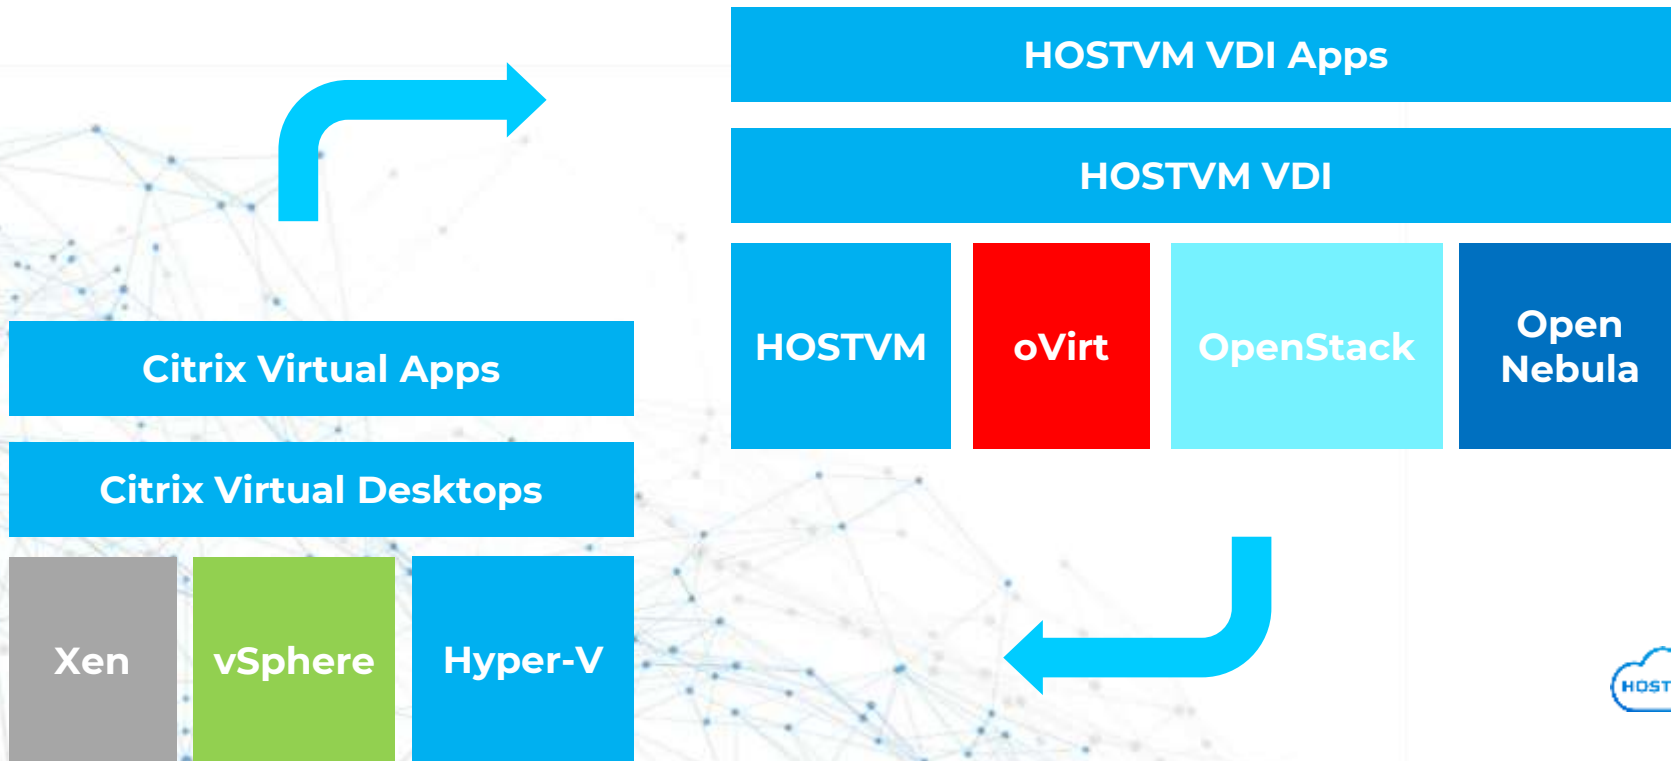 HOSTVM VDI Apps
HOSTVM VDI
HOSTVM
oVirt
OpenStack
Open
Nebula
Citrix Virtual Apps
Citrix Virtual Desktops
Xen
vSphere
Hyper-V
HOST